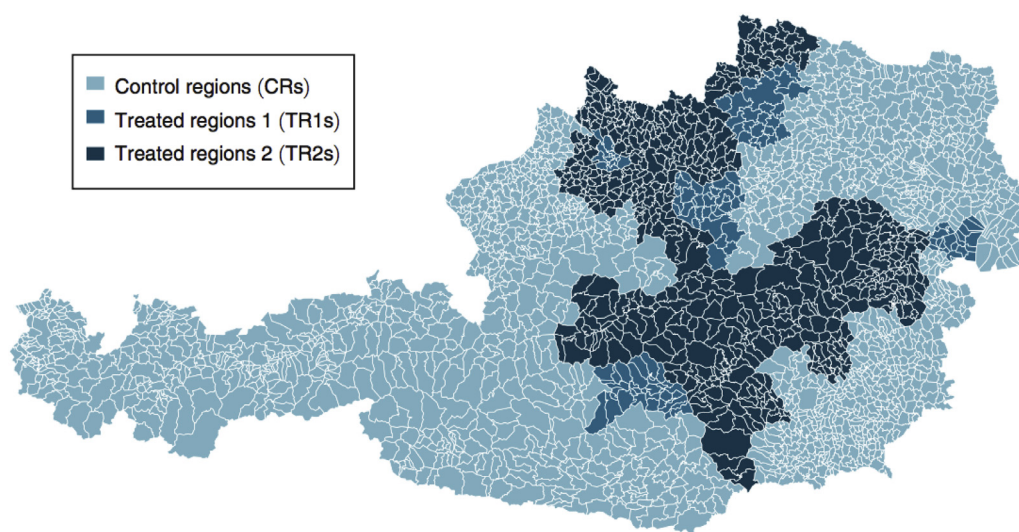 Control regions (CRs)
Treated regions 1 (TR1s)
Treated regions 2 (TR2s)